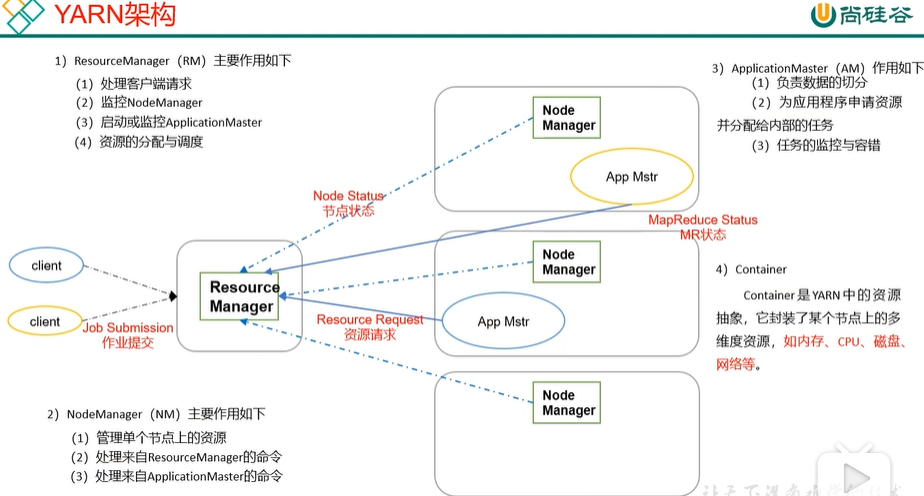 YARN架构
尚硅谷
1）ResourceManager（RM）主要作用如下
（1）处理客户端请求
（2）监控NodeManager
（3）启动或监控ApplicationMaster
（4）资源的分配与调度
3）ApplicationMaster（AM）作用如下
（1）负责数据的切分
（2）为应用程序申请资源
并分配给内部的任务
（3）任务的监控与容错
Node
Manager
App Mstr
Node Status
节点状态
MapReduce Status
MR状态
client
client
Job Submission
作业提交
Resource
Manager
Resource Request
资源请求
Node
Manager
App Mstr
4）Container
Container是YARN中的资源
抽象，它封装了某个节点上的多
维度资源，如内存、CPU、磁盘、
网络等。
Node
Manager
2）NodeManager（NM）主要作用如下
（1）管理单个节点上的资源
（2）处理来自ResourceManager的命令
（3）处理来自ApplicationMaster的命令